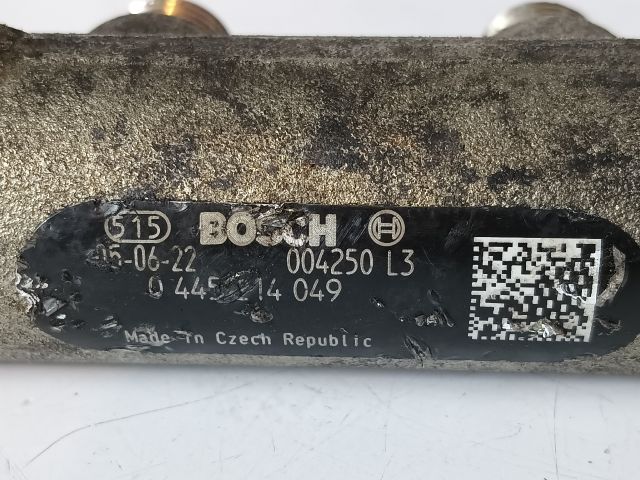 515 BOSCH
05-06-22 004250 L3
0 445 214 049
Made in Czech Republic